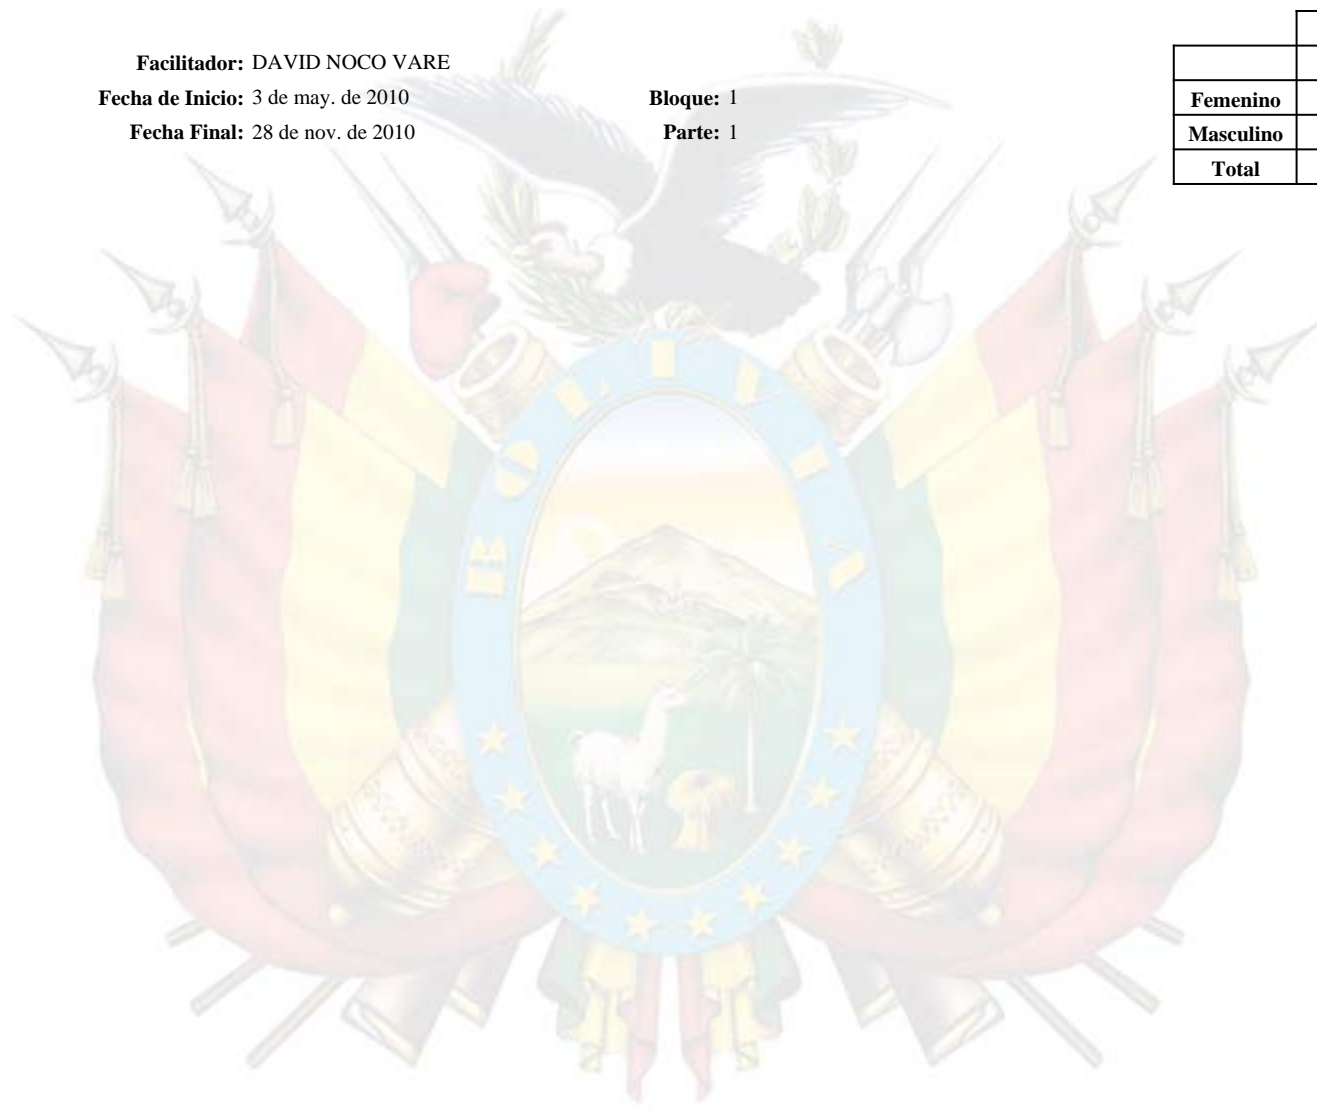 Facilitador: DAVID NOCO VARE
Fecha de Inicio: 3 de may. de 2010 Bloque: 1
Fecha Final: 28 de nov. de 2010 Parte: 1
Femenino
Masculino
Total
BOLIVIA